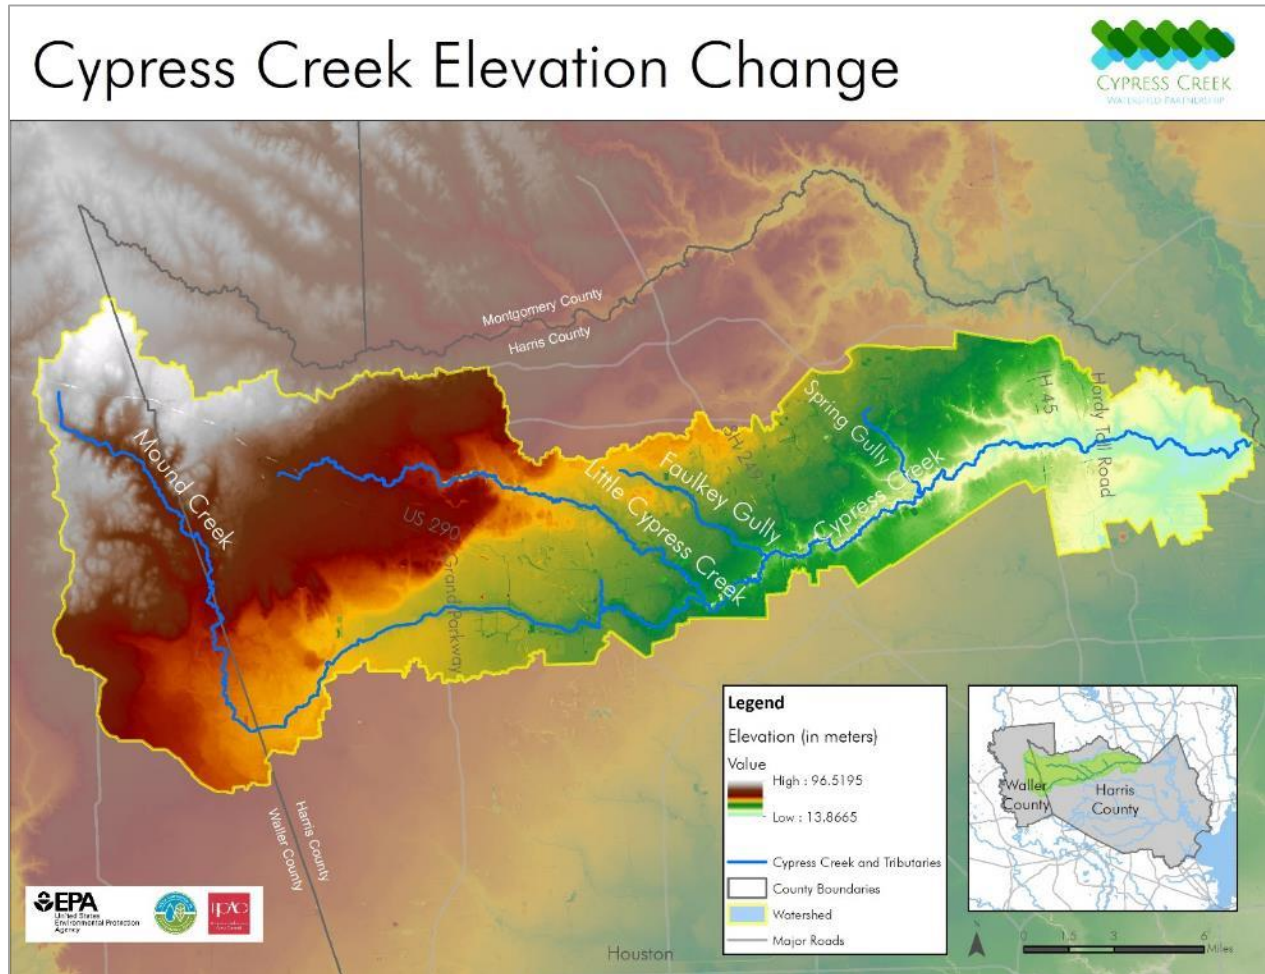 Cypress Creek Elevation Change
CYPRESS CREEK
WATERSHED PARTNERSHIP
Montgomery County
Harris County
Mound Creek
US 290
Grand Parkway
Little Cypress Creek
Faulkey Gully
SH 249
Spring Gully
Cypress Creek
IH 45
Hardy Toll Road
Harris County
Waller County
Houston
Legend
Elevation (in meters)
Value
High : 96.5195
Low : 13.8665
Cypress Creek and Tributaries
County Boundaries
Watershed
Major Roads
Waller
County
Harris
County
N
0 1.5 3 6
Miles
EPA
United States
Environmental Protection
Agency